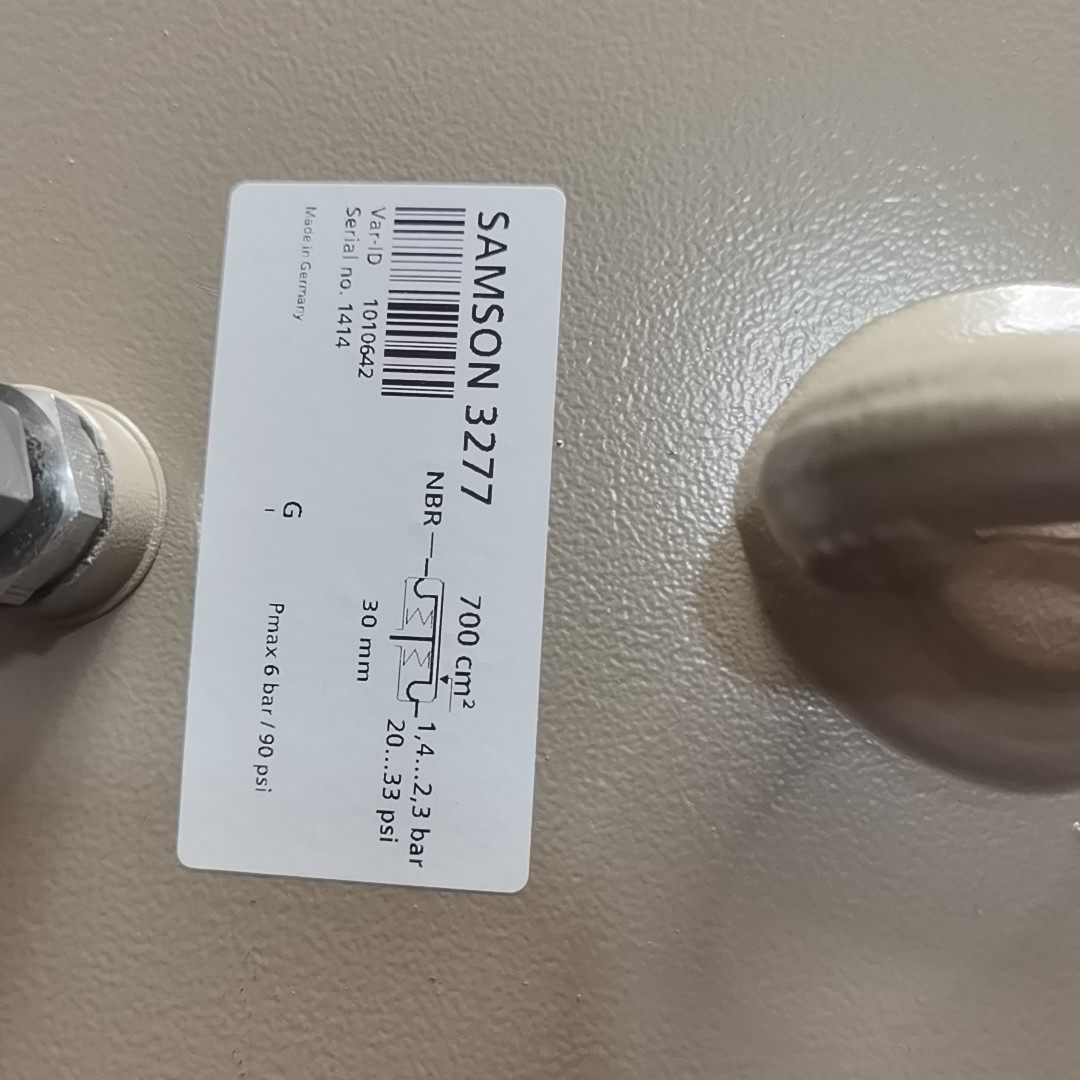 SAMSON 3277
Var-ID 1010642
Serial no. 1414
Made in Germany
700 cm²
NBR
1,4...2,3 bar
20...33 psi
30 mm
G
Pmax 6 bar / 90 psi